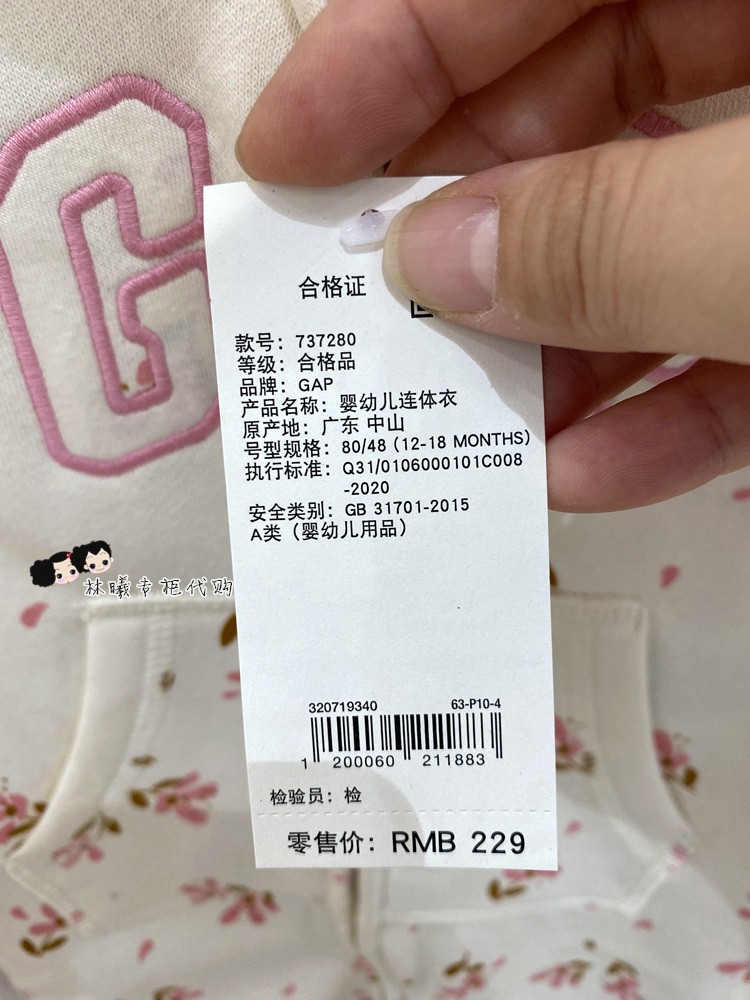 G
合格证
款号：737280
等级：合格品
品牌：GAP
产品名称：婴幼儿连体衣
原产地：广东 中山
号型规格：80/48 (12-18 MONTHS)
执行标准：Q31/0106000101C008
-2020
安全类别：GB 31701-2015
A类（婴幼儿用品）
林曦专柜代购
320719340 63-P10-4
1 200060 211883
检验员：检
零售价：RMB 229